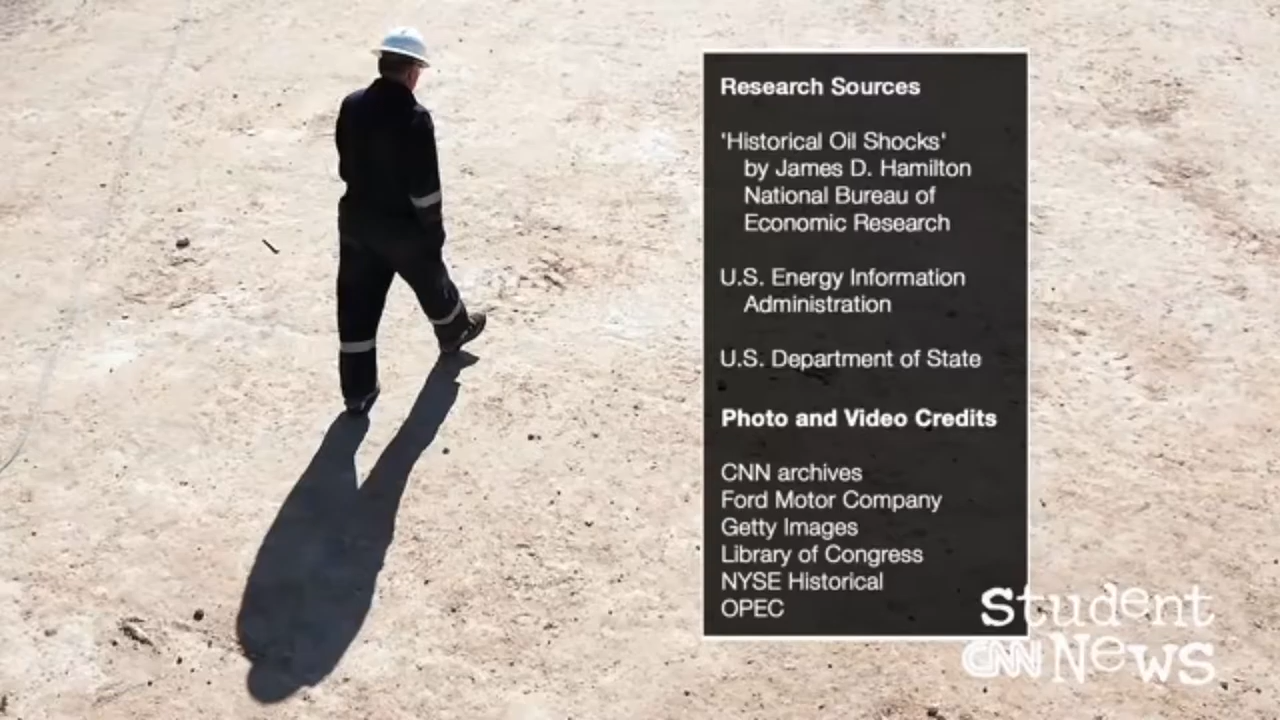 Research Sources
'Historical Oil Shocks'
by James D. Hamilton
National Bureau of
Economic Research
U.S. Energy Information
Administration
U.S. Department of State
Photo and Video Credits
CNN archives
Ford Motor Company
Getty Images
Library of Congress
NYSE Historical
OPEC
Student
CNN News